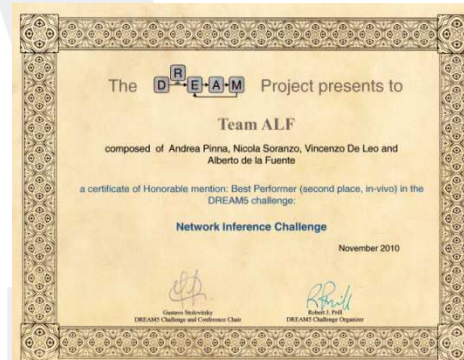 The DREAM Project presents to
Team ALF
composed of Andrea Pinna, Nicola Soranzo, Vincenzo De Leo and
Alberto de la Fuente
a certificate of Honorable mention: Best Performer (second place, in-vivo) in the
DREAM5 challenge:
Network Inference Challenge
November 2010
Gustavo Stolovitzky
DREAM5 Challenge and Conference Chair
Robert J. Prill
DREAM5 Challenge Organizer